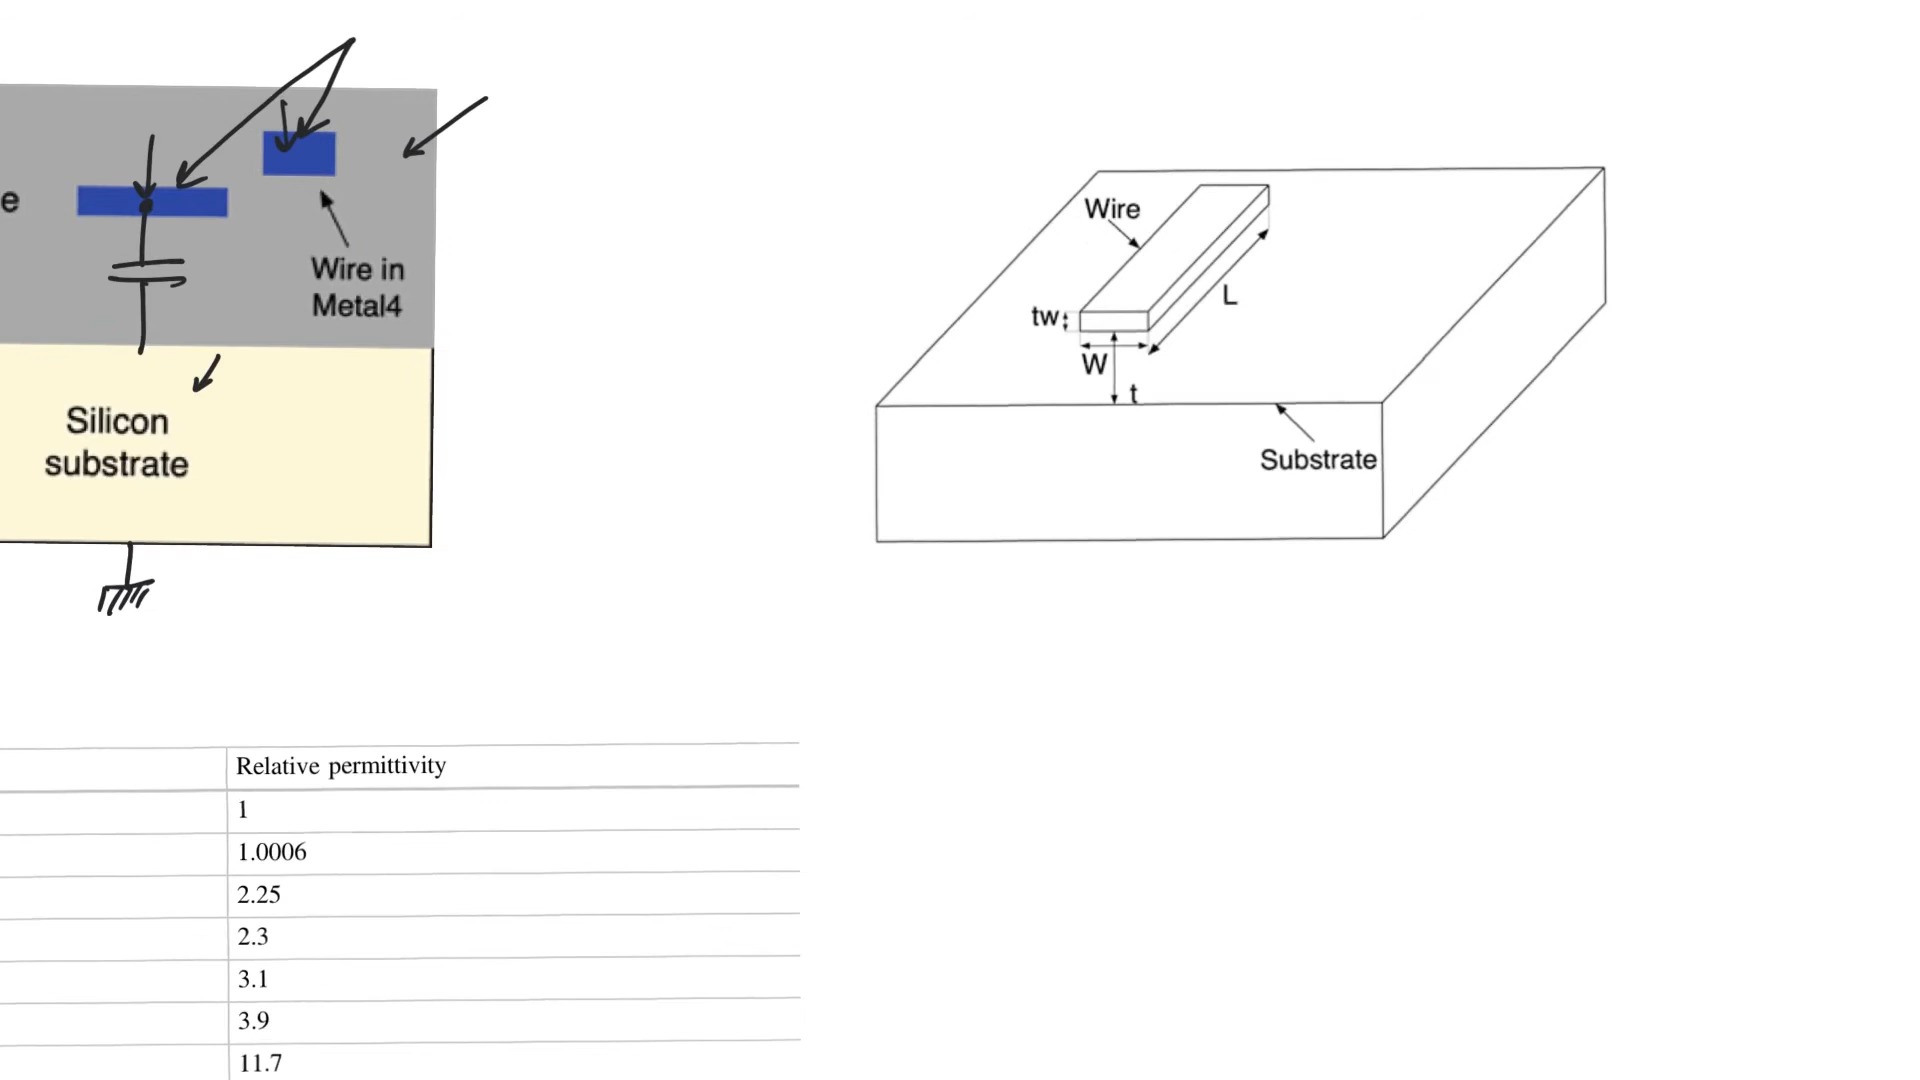 e
Wire in
Metal4
Silicon
substrate
Wire
L
tw
W
t
Substrate
Relative permittivity
1
1.0006
2.25
2.3
3.1
3.9
11.7